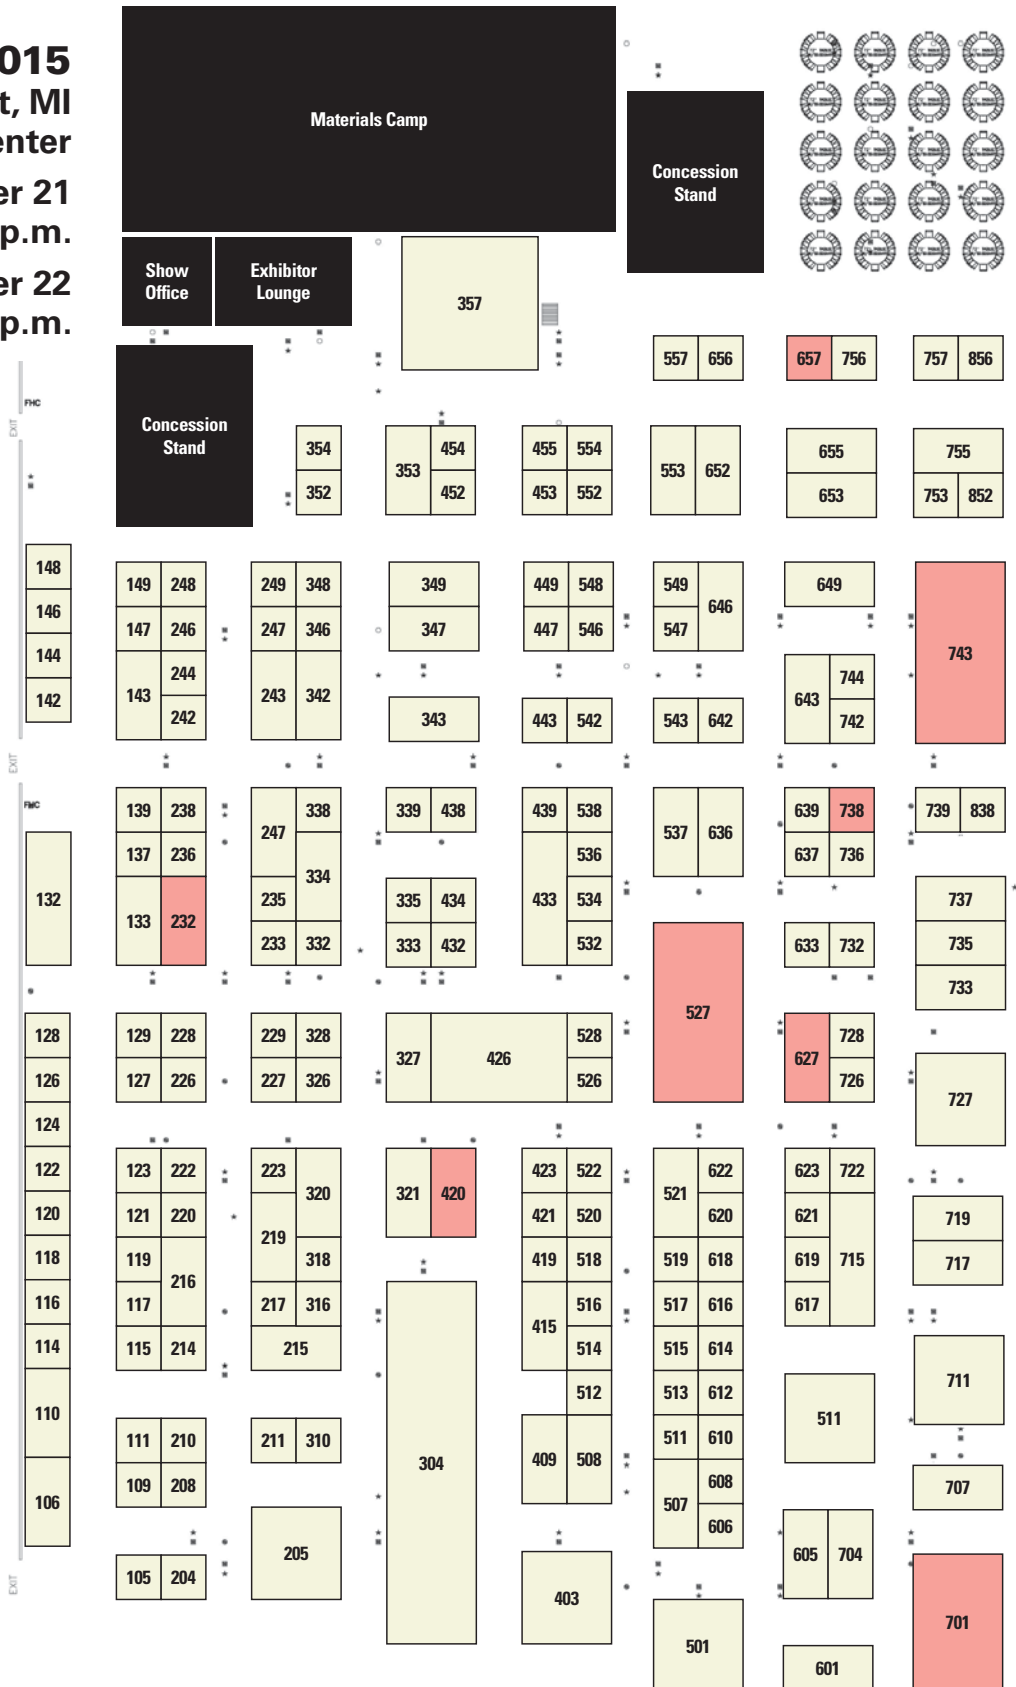 015
t, MI
enter
er 21
p.m.
er 22
p.m.
Materials Camp
Concession
Stand
Show
Office
Exhibitor
Lounge
357
557 656 657 756 757 856
FHC
EXIT
Concession
Stand
354 353 454 455 554 553 652 655 755
352 452 453 552 653 753 852
148 149 248 249 348 349 449 548 549 646 649 743
146 147 246 247 346 347 447 546 547
144 143 244 243 342 643 744
142 242 343 443 542 543 642 742
EXIT
FMC
139 238 247 338 339 438 439 538 537 636 639 738 739 838
137 236 334 536 637 736
132 133 232 235 335 434 433 534 737
233 332 333 432 532 633 732 735
733
128 129 228 229 328 327 426 528 527 627 728
126 127 226 227 326 526 726 727
124
122 123 222 223 320 321 420 423 522 521 622 623 722
120 121 220 219 421 520 620 621 719
118 119 216 318 419 518 519 618 619 715 717
116 117 217 316 415 516 517 616 617
114 115 214 215 514 515 614
110 512 513 612 511 711
111 210 211 310 304 409 508 511 610
106 109 208 507 608 707
606
105 204 205 403 605 704
501 601 701
EXIT